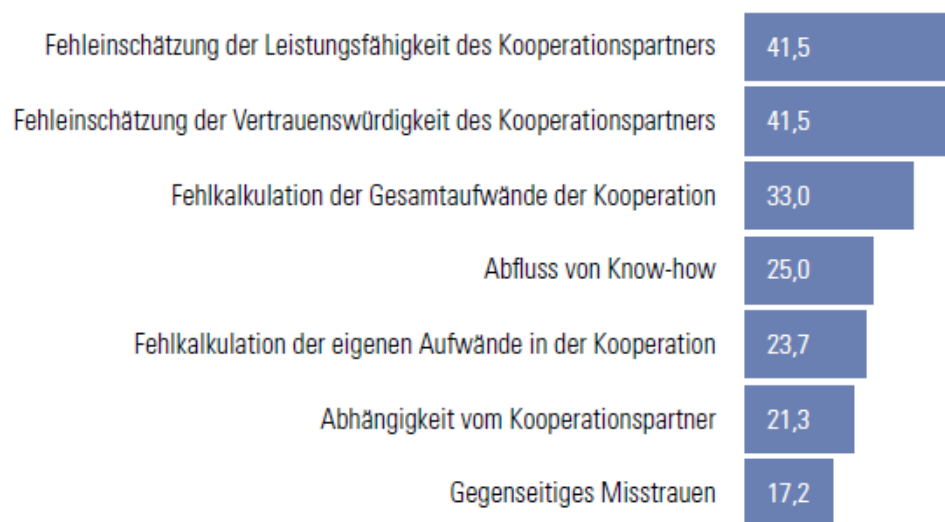 Fehleinschätzung der Leistungsfähigkeit des Kooperationspartners 41,5
Fehleinschätzung der Vertrauenswürdigkeit des Kooperationspartners 41,5
Fehlkalkulation der Gesamtaufwände der Kooperation 33,0
Abfluss von Know-how 25,0
Fehlkalkulation der eigenen Aufwände in der Kooperation 23,7
Abhängigkeit vom Kooperationspartner 21,3
Gegenseitiges Misstrauen 17,2